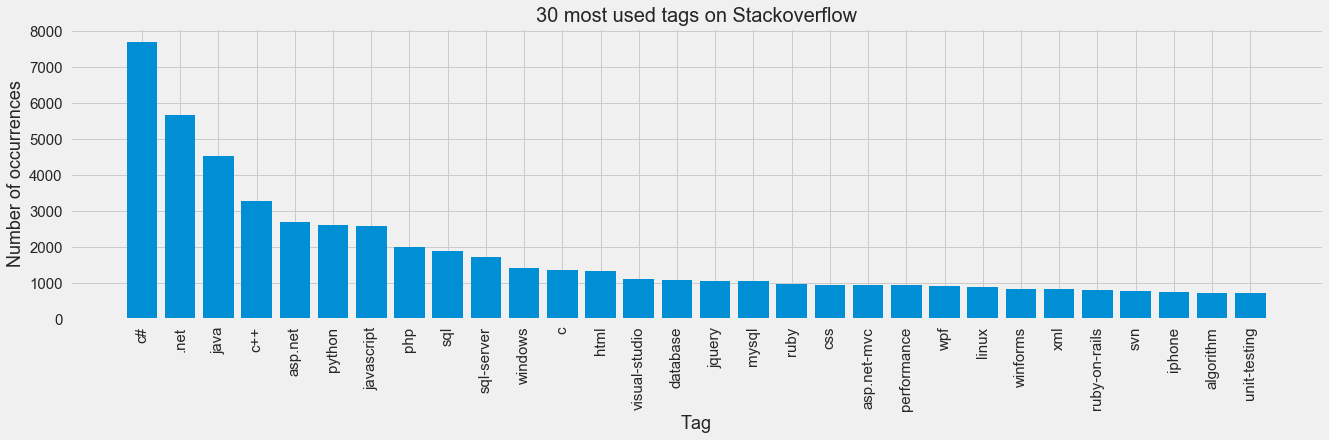 30 most used tags on Stackoverflow
Number of occurrences
8000
7000
6000
5000
4000
3000
2000
1000
0
c#
.net
java
c++
asp.net
python
javascript
php
sql
sql-server
windows
c
html
visual-studio
database
jquery
mysql
ruby
css
asp.net-mvc
performance
wpf
linux
winforms
xml
ruby-on-rails
svn
iphone
algorithm
unit-testing
Tag